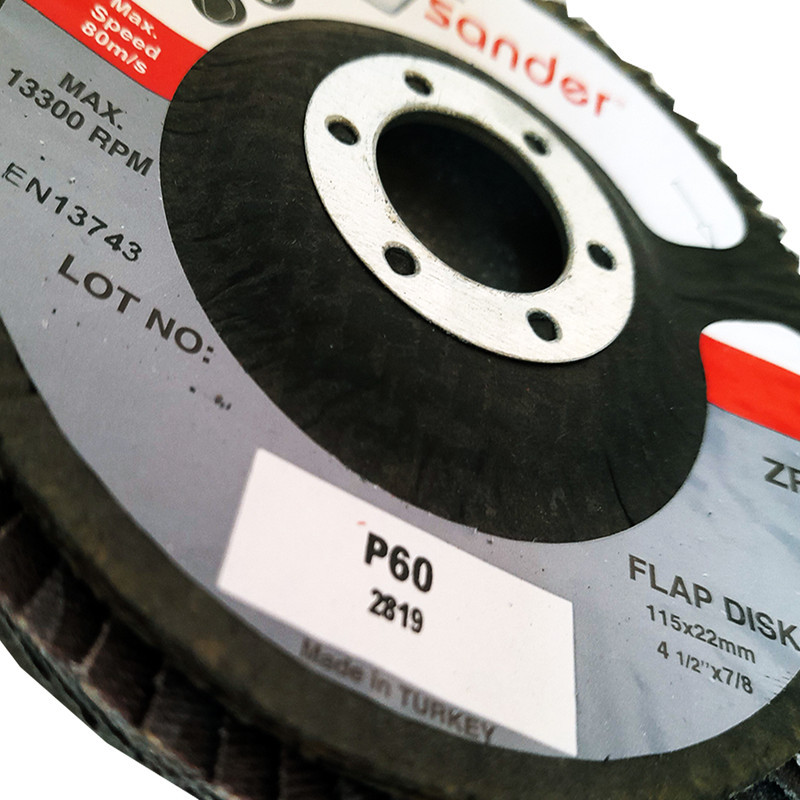 sander
Max.
Speed
80m/s
MAX.
13300 RPM
EN13743
LOT NO:
P60
2819
Made in TURKEY
FLAP DISK
115x22mm
4 1/2"x7/8